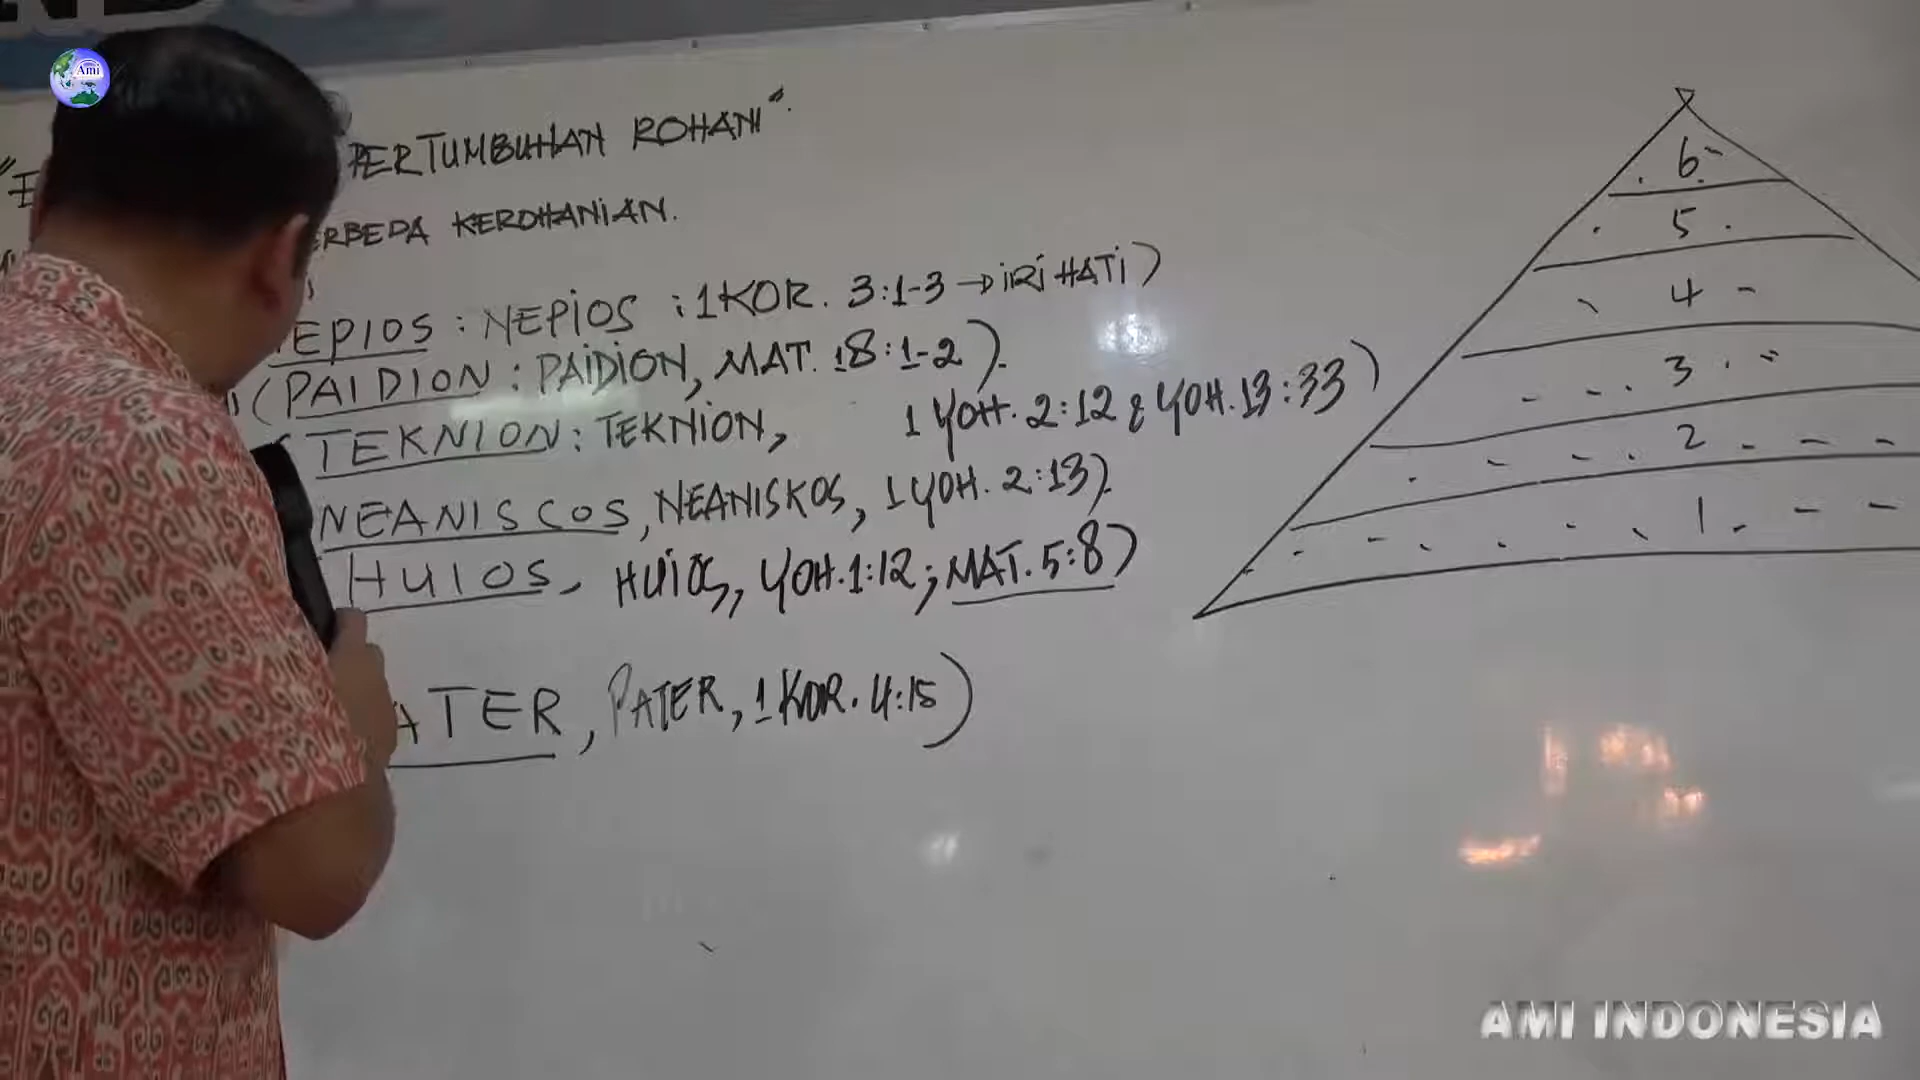 Ami
PERTUMBUHAN ROHANI".
ERBEDA KEROHANIAN.
EPIOS : NEPIOS : 1 KOR. 3:1-3 → IRI HATI)
(PAIDION : PAIDION, MAT. 18:1-2).
TEKNION : TEKNION, 1 YOH. 2:12 & YOH. 13:33)
NEANISCOS, NEANISKOS, 1 YOH. 2:13).
HUIOS, HUIOS, YOH. 1:12; MAT. 5:8)
ATER, PATER, 1 KOR. 4:15)
6
5
4
3
2
1
AMI INDONESIA